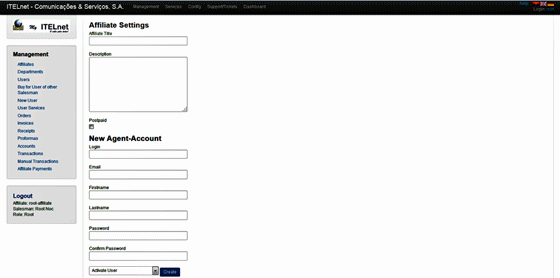 ITELnet - Comunicações & Serviços, S.A.
Management Services Config Support/Tickets Dashboard
My ITELnet
Management
Affiliates
Departments
Users
Buy for User of other
Salesman
New User
User Services
Orders
Invoices
Receipts
Proformas
Accounts
Transactions
Manual Transactions
Affiliate Payments
Logout
Affiliate: root-affiliate
Salesman: Root Noc
Role: Root
Affiliate Settings
Affiliate Title
Description
Postpaid
New Agent-Account
Login
Email
Firstname
Lastname
Password
Confirm Password
Activate User
Create